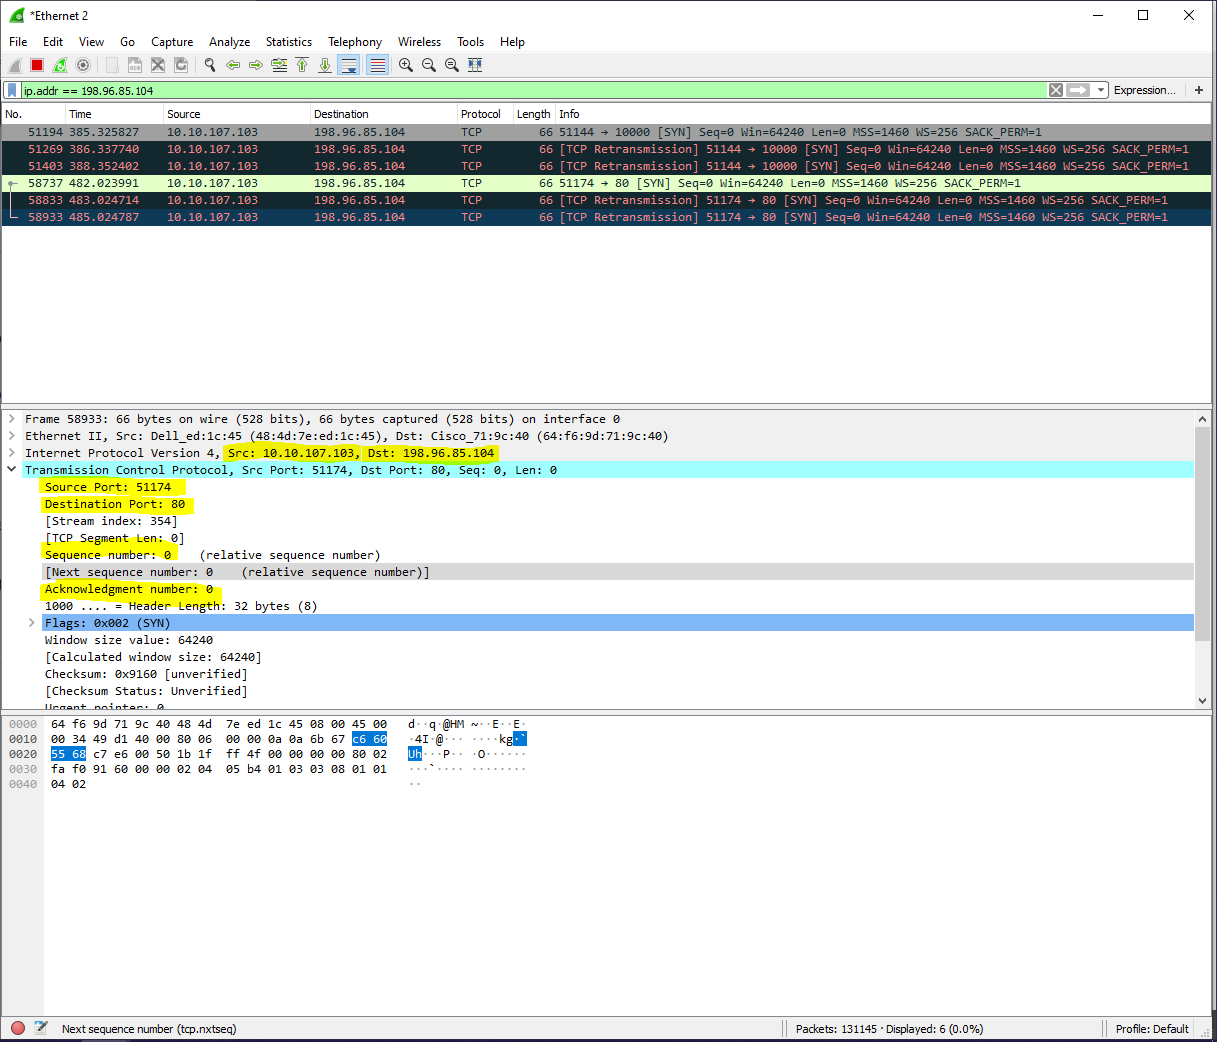 *Ethernet 2
File Edit View Go Capture Analyze Statistics Telephony Wireless Tools Help
ip.addr == 198.96.85.104 Expression... +
No. Time Source Destination Protocol Length Info
51194 385.325827 10.10.107.103 198.96.85.104 TCP 66 51144 → 10000 [SYN] Seq=0 Win=64240 Len=0 MSS=1460 WS=256 SACK_PERM=1
51269 386.337740 10.10.107.103 198.96.85.104 TCP 66 [TCP Retransmission] 51144 → 10000 [SYN] Seq=0 Win=64240 Len=0 MSS=1460 WS=256 SACK_PERM=1
51403 388.352402 10.10.107.103 198.96.85.104 TCP 66 [TCP Retransmission] 51144 → 10000 [SYN] Seq=0 Win=64240 Len=0 MSS=1460 WS=256 SACK_PERM=1
58737 482.023991 10.10.107.103 198.96.85.104 TCP 66 51174 → 80 [SYN] Seq=0 Win=64240 Len=0 MSS=1460 WS=256 SACK_PERM=1
58833 483.024714 10.10.107.103 198.96.85.104 TCP 66 [TCP Retransmission] 51174 → 80 [SYN] Seq=0 Win=64240 Len=0 MSS=1460 WS=256 SACK_PERM=1
58933 485.024787 10.10.107.103 198.96.85.104 TCP 66 [TCP Retransmission] 51174 → 80 [SYN] Seq=0 Win=64240 Len=0 MSS=1460 WS=256 SACK_PERM=1
Frame 58933: 66 bytes on wire (528 bits), 66 bytes captured (528 bits) on interface 0
Ethernet II, Src: Dell_ed:1c:45 (48:4d:7e:ed:1c:45), Dst: Cisco_71:9c:40 (64:f6:9d:71:9c:40)
Internet Protocol Version 4, Src: 10.10.107.103, Dst: 198.96.85.104
Transmission Control Protocol, Src Port: 51174, Dst Port: 80, Seq: 0, Len: 0
Source Port: 51174
Destination Port: 80
[Stream index: 354]
[TCP Segment Len: 0]
Sequence number: 0 (relative sequence number)
[Next sequence number: 0 (relative sequence number)]
Acknowledgment number: 0
1000 .... = Header Length: 32 bytes (8)
Flags: 0x002 (SYN)
Window size value: 64240
[Calculated window size: 64240]
Checksum: 0x9160 [unverified]
[Checksum Status: Unverified]
Urgent pointer: 0
0000 64 f6 9d 71 9c 40 48 4d 7e ed 1c 45 08 00 45 00 d··q·@HM ~··E··E·
0010 00 34 49 d1 40 00 80 06 00 00 0a 0a 6b 67 c6 60 ·4I·@··· ····kg·`
0020 55 68 c7 e6 00 50 1b 1f ff 4f 00 00 00 00 80 02 Uh···P·· ·O······
0030 fa f0 91 60 00 00 02 04 05 b4 01 03 03 08 01 01 ···`···· ········
0040 04 02 ··
Next sequence number (tcp.nxtseq) Packets: 131145 · Displayed: 6 (0.0%) Profile: Default